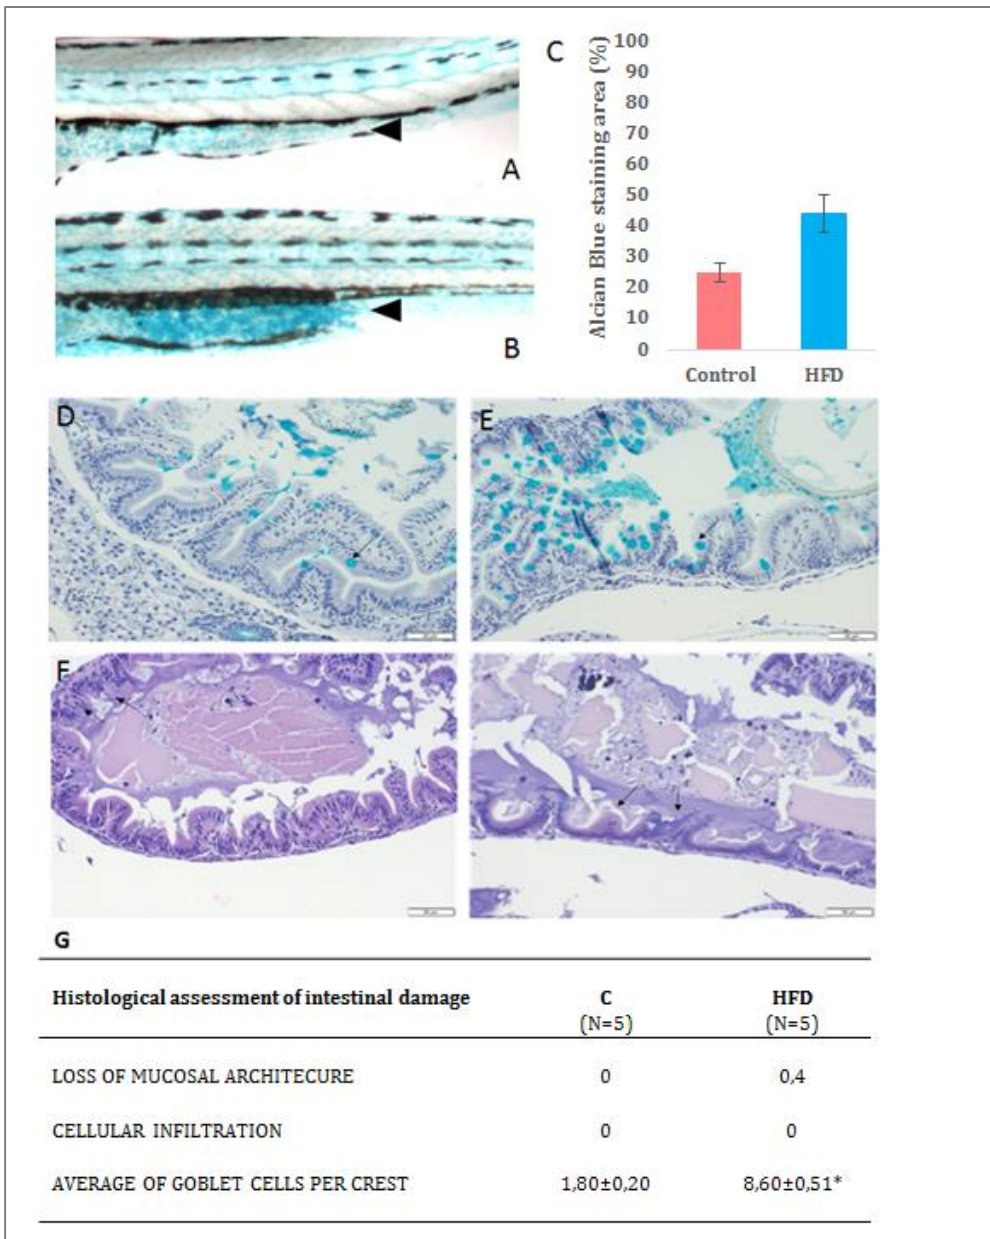 A
B
C
Alcian Blue staining area (%)
100
90
80
70
60
50
40
30
20
10
0
Control HFD
D
E
F
G
Histological assessment of intestinal damage C HFD
(N=5) (N=5)
LOSS OF MUCOSAL ARCHITECURE 0 0,4
CELLULAR INFILTRATION 0 0
AVERAGE OF GOBLET CELLS PER CREST 1,80±0,20 8,60±0,51*